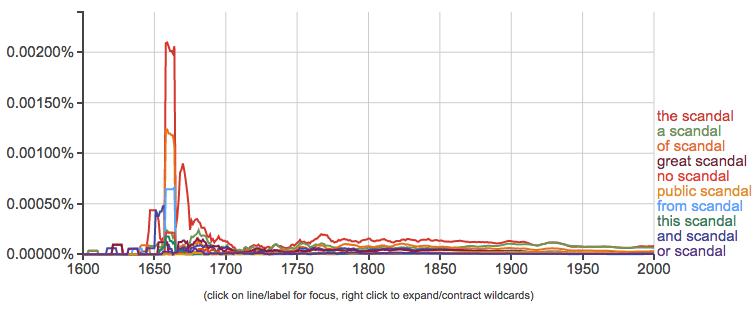 0.00200%
0.00150%
0.00100%
0.00050%
0.00000%
1600 1650 1700 1750 1800 1850 1900 1950 2000
the scandal
a scandal
of scandal
great scandal
no scandal
public scandal
from scandal
this scandal
and scandal
or scandal
(click on line/label for focus, right click to expand/contract wildcards)